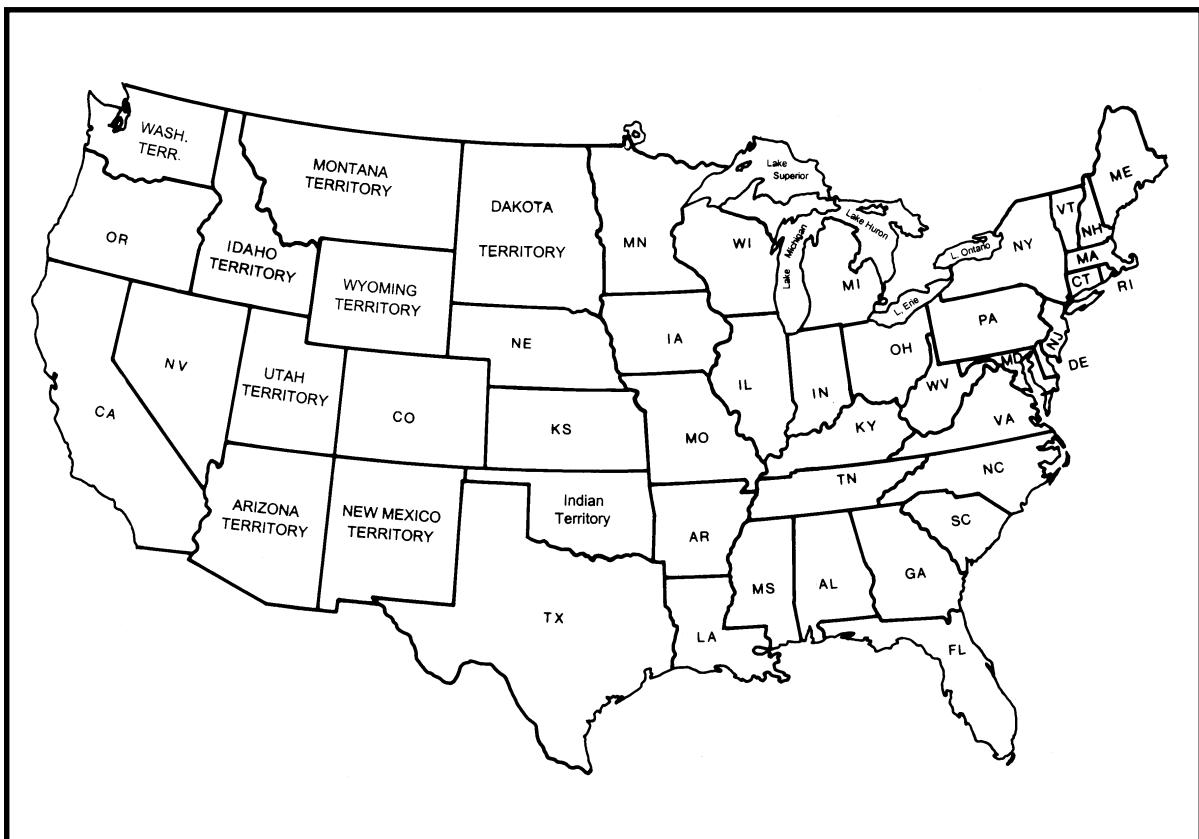 WASH.
TERR.
MONTANA
TERRITORY
DAKOTA
TERRITORY
MN
Lake
Superior
ME
OR
IDAHO
TERRITORY
WYOMING
TERRITORY
WI
Lake Michigan
Lake Huron
MI
L. Ontario
L. Erie
NY
VT
NH
MA
CT
RI
NE
IA
PA
NJ
NV
UTAH
TERRITORY
CO
IL
IN
OH
WV
MD
DE
CA
KS
MO
KY
VA
ARIZONA
TERRITORY
NEW MEXICO
TERRITORY
Indian
Territory
TN
NC
AR
SC
TX
LA
MS
AL
GA
FL